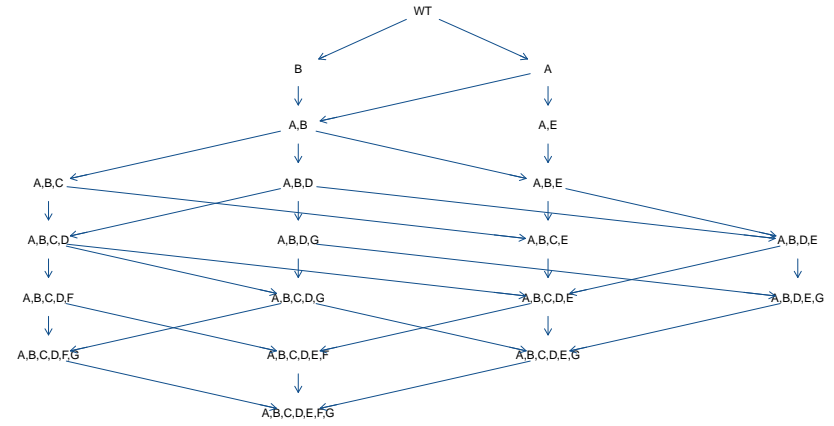 WT
B
A
A,B
A,E
A,B,C
A,B,D
A,B,E
A,B,C,D
A,B,D,G
A,B,C,E
A,B,D,E
A,B,C,D,F
A,B,C,D,G
A,B,C,D,E
A,B,D,E,G
A,B,C,D,F,G
A,B,C,D,E,F
A,B,C,D,E,G
A,B,C,D,E,F,G